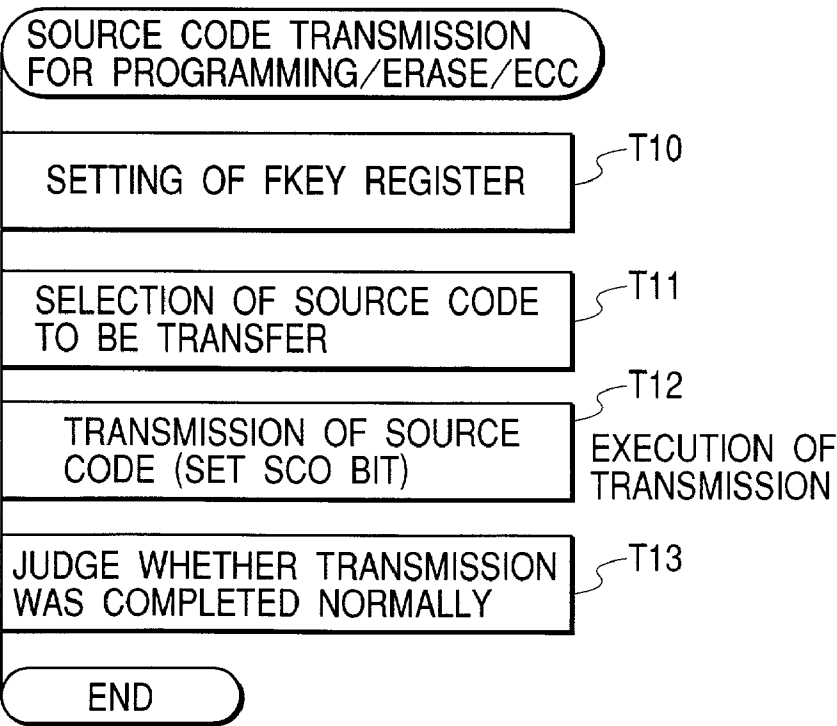 SOURCE CODE TRANSMISSION
FOR PROGRAMMING/ERASE/ECC
T10
SETTING OF FKEY REGISTER
T11
SELECTION OF SOURCE CODE
TO BE TRANSFER
T12
TRANSMISSION OF SOURCE
CODE (SET SCO BIT)
EXECUTION OF
TRANSMISSION
T13
JUDGE WHETHER TRANSMISSION
WAS COMPLETED NORMALLY
END